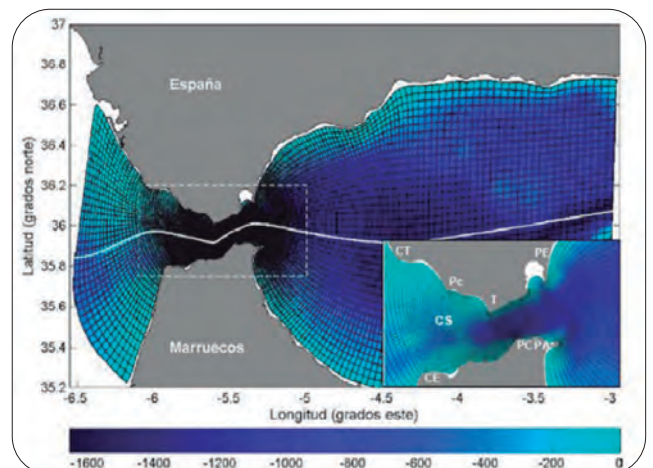 37
36.8
36.6
36.4
36.2
36
35.8
35.6
35.4
35.2
Latitud (grados norte)
España
Marruecos
CT
Pc
T
PE
CS
PC
PA
CE
-6.5
-6
-5.5
-5
-4.5
-4
-3.5
-3
Longitud (grados este)
-1600
-1400
-1200
-1000
-800
-600
-400
-200
0